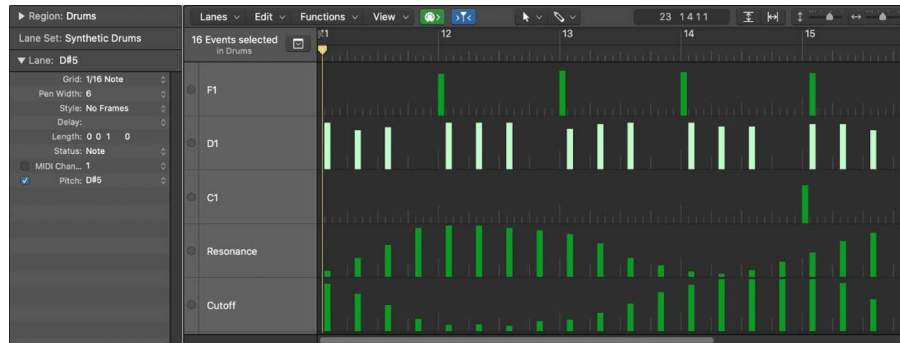 Region: Drums
Lane Set: Synthetic Drums
Lane: D#5
Grid: 1/16 Note
Pen Width: 6
Style: No Frames
Delay:
Length: 0 0 1 0
Status: Note
MIDI Chan... 1
Pitch: D#5
Lanes Edit Functions View
23 1 4 1 1
16 Events selected
in Drums
11 12 13 14 15
F1
D1
C1
Resonance
Cutoff